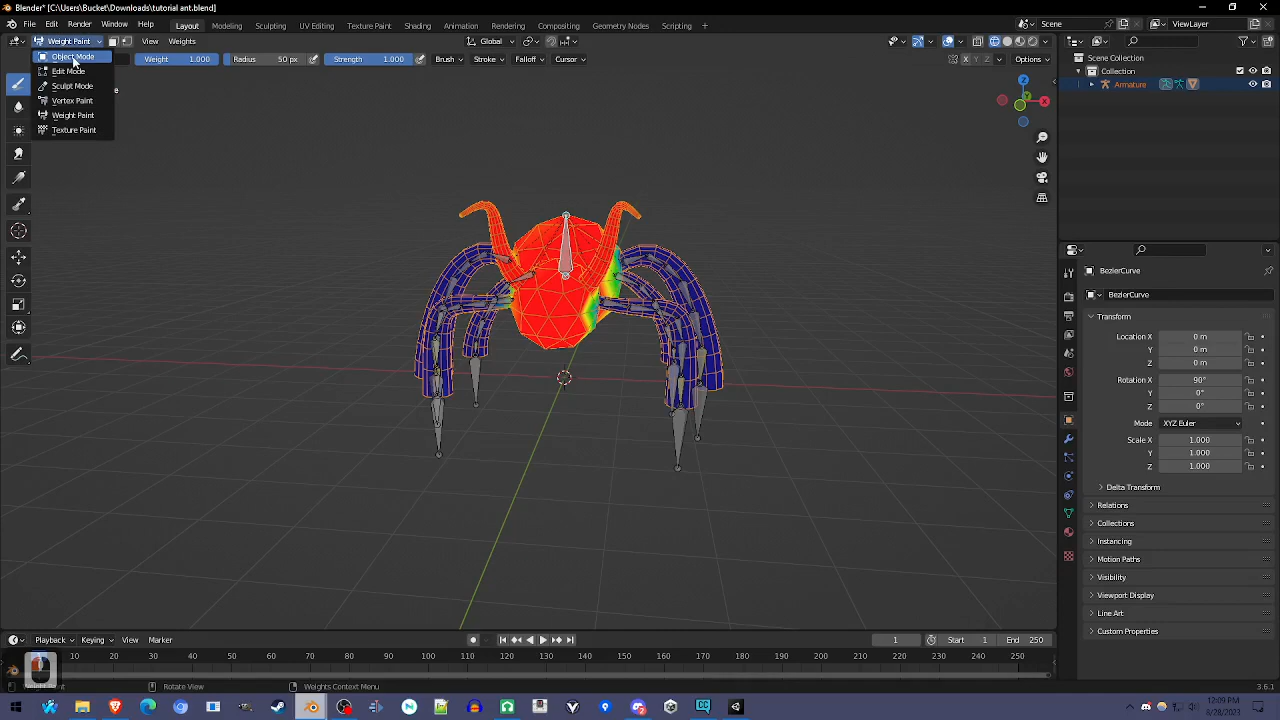 Blender* [C:\Users\Bucket\Downloads\tutorial ant.blend]
File Edit Render Window Help Layout Modeling Sculpting UV Editing Texture Paint Shading Animation Rendering Compositing Geometry Nodes Scripting + Scene ViewLayer
Weight Paint View Weights Global
Object Mode Weight 1.000 Radius 50 px Strength 1.000 Brush Stroke Falloff Cursor X Y Z Options Scene Collection
Edit Mode Collection
Sculpt Mode Armature
Vertex Paint
Weight Paint
Texture Paint
Z
Y
X
BezierCurve
BezierCurve
Transform
Location X 0 m
Y 0 m
Z 0 m
Rotation X 90°
Y 0°
Z 0°
Mode XYZ Euler
Scale X 1.000
Y 1.000
Z 1.000
Delta Transform
Relations
Collections
Instancing
Motion Paths
Visibility
Viewport Display
Line Art
Custom Properties
Playback Keying View Marker 1 Start 1 End 250
10 20 30 40 50 60 70 80 90 100 110 120 130 140 150 160 170 180 190 200 210 220 230 240 250
Rotate View Weights Context Menu 3.6.1
12:09 PM
6/28/2023